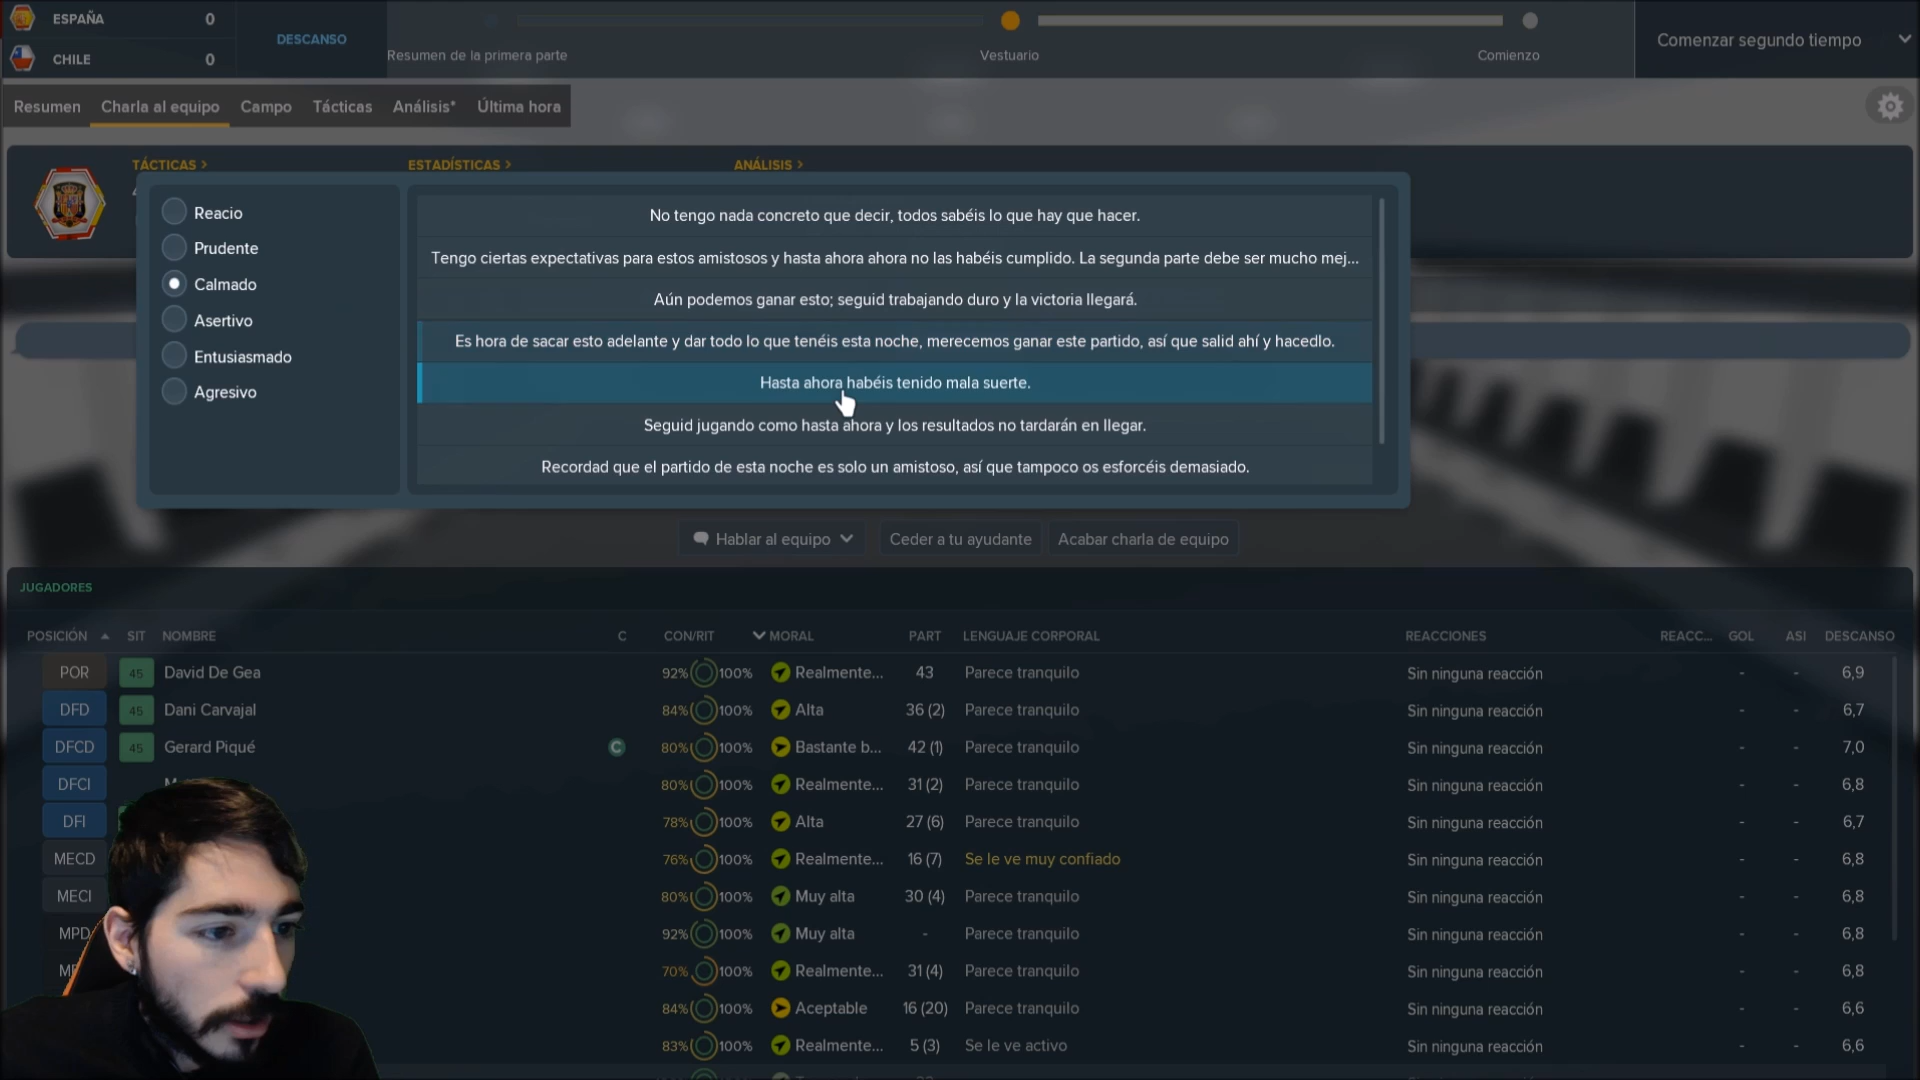 ESPAÑA 0
CHILE 0
DESCANSO
Resumen de la primera parte
Vestuario
Comienzo
Comenzar segundo tiempo
Resumen Charla al equipo Campo Tácticas Análisis* Última hora
TÁCTICAS > ESTADÍSTICAS > ANÁLISIS >
Reacio
Prudente
Calmado
Asertivo
Entusiasmado
Agresivo
No tengo nada concreto que decir, todos sabéis lo que hay que hacer.
Tengo ciertas expectativas para estos amistosos y hasta ahora ahora no las habéis cumplido. La segunda parte debe ser mucho mej...
Aún podemos ganar esto; seguid trabajando duro y la victoria llegará.
Es hora de sacar esto adelante y dar todo lo que tenéis esta noche, merecemos ganar este partido, así que salid ahí y hacedlo.
Hasta ahora habéis tenido mala suerte.
Seguid jugando como hasta ahora y los resultados no tardarán en llegar.
Recordad que el partido de esta noche es solo un amistoso, así que tampoco os esforcéis demasiado.
Hablar al equipo Ceder a tu ayudante Acabar charla de equipo
JUGADORES
POSICIÓN SIT NOMBRE C CON/RIT MORAL PART LENGUAJE CORPORAL REACCIONES REACC... GOL ASI DESCANSO
POR 45 David De Gea 92% 100% Realmente... 43 Parece tranquilo Sin ninguna reacción - - 6,9
DFD 45 Dani Carvajal 84% 100% Alta 36 (2) Parece tranquilo Sin ninguna reacción - - 6,7
DFCD 45 Gerard Piqué C 80% 100% Bastante b... 42 (1) Parece tranquilo Sin ninguna reacción - - 7,0
DFCI 80% 100% Realmente... 31 (2) Parece tranquilo Sin ninguna reacción - - 6,8
DFI 78% 100% Alta 27 (6) Parece tranquilo Sin ninguna reacción - - 6,7
MECD 76% 100% Realmente... 16 (7) Se le ve muy confiado Sin ninguna reacción - - 6,8
MECI 80% 100% Muy alta 30 (4) Parece tranquilo Sin ninguna reacción - - 6,8
MPD 92% 100% Muy alta - Parece tranquilo Sin ninguna reacción - - 6,8
70% 100% Realmente... 31 (4) Parece tranquilo Sin ninguna reacción - - 6,8
84% 100% Aceptable 16 (20) Parece tranquilo Sin ninguna reacción - - 6,6
83% 100% Realmente... 5 (3) Se le ve activo Sin ninguna reacción - - 6,6